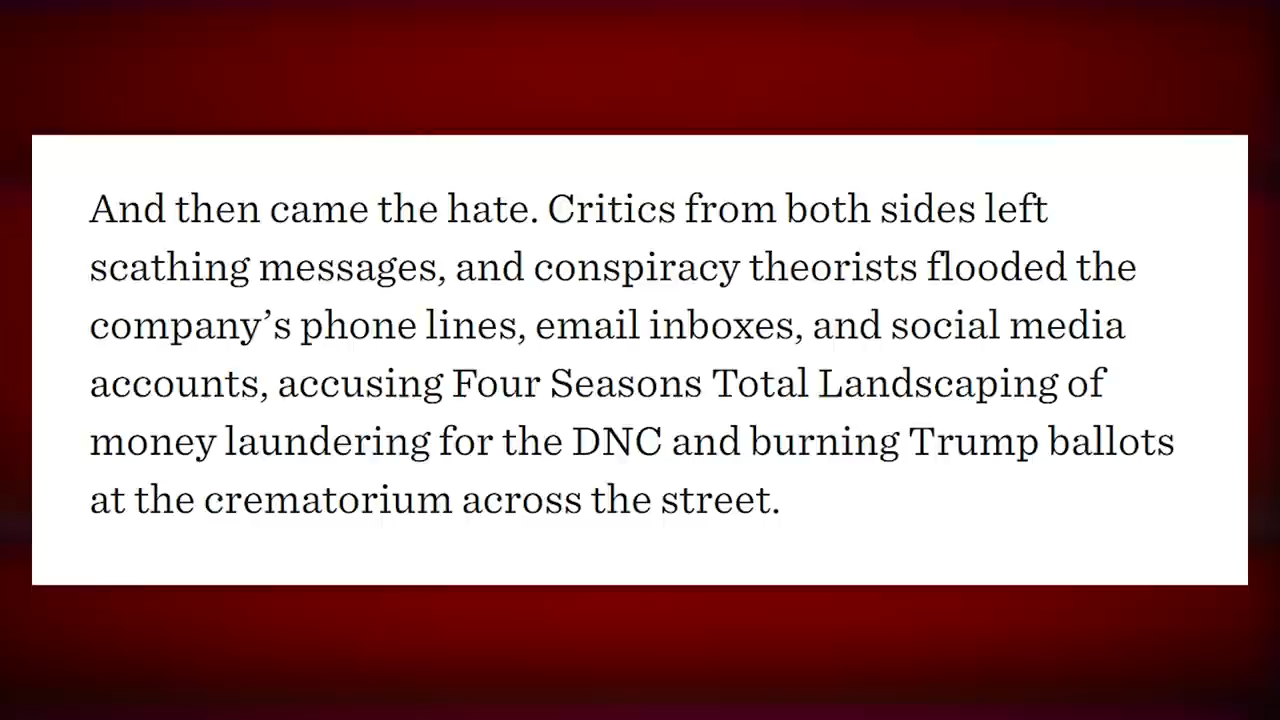 And then came the hate. Critics from both sides left
scathing messages, and conspiracy theorists flooded the
company’s phone lines, email inboxes, and social media
accounts, accusing Four Seasons Total Landscaping of
money laundering for the DNC and burning Trump ballots
at the crematorium across the street.